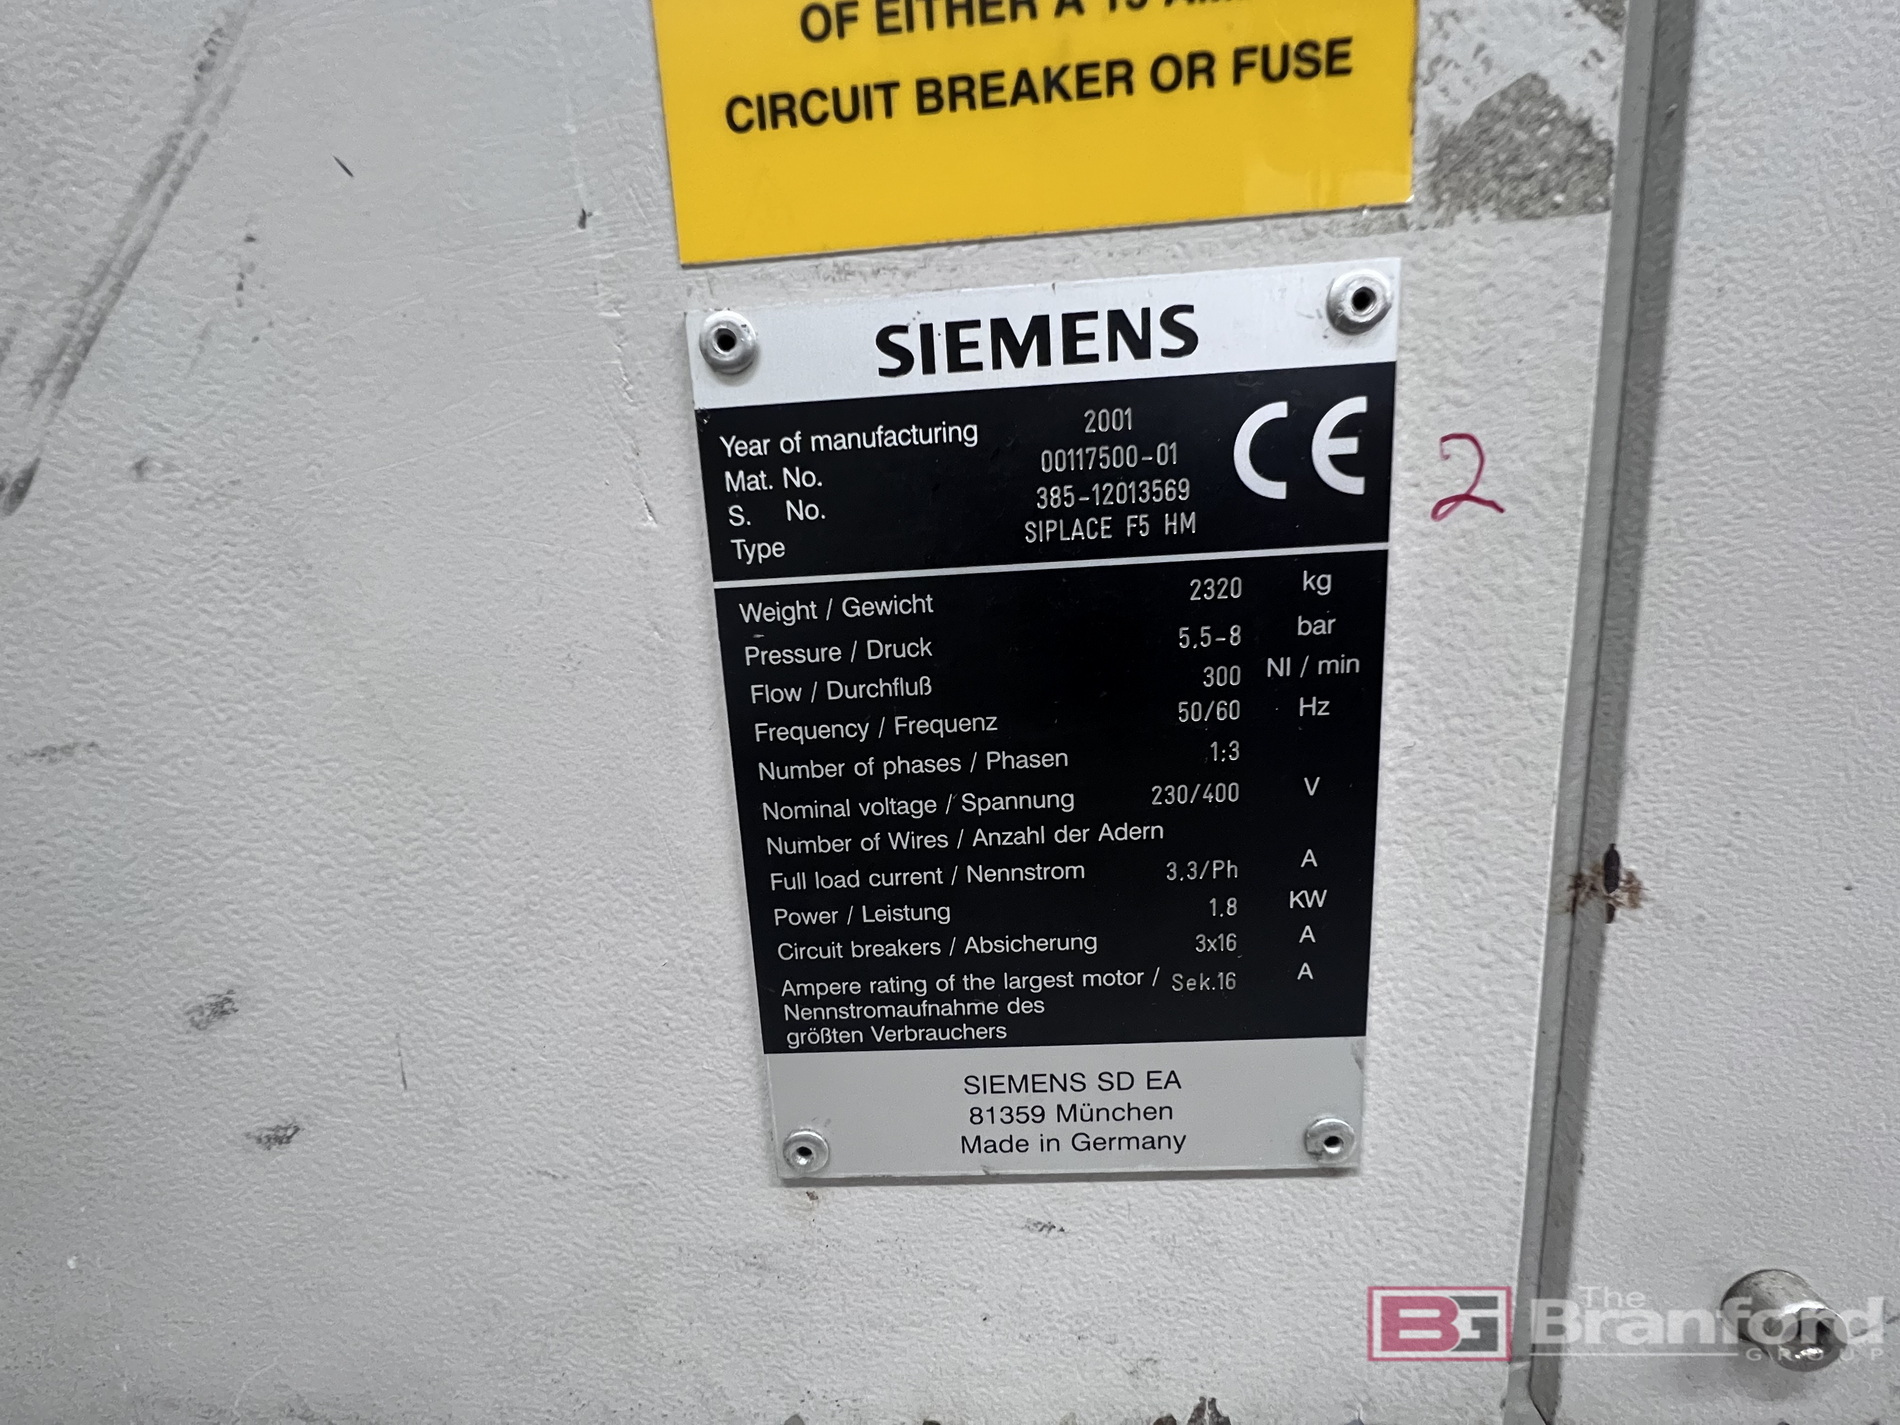 OF EITHER A 15 AMP
CIRCUIT BREAKER OR FUSE
SIEMENS
Year of manufacturing 2001
Mat. No. 00117500-01
S. No. 385-12013569
Type SIPLACE F5 HM
CE
2
Weight / Gewicht 2320 kg
Pressure / Druck 5.5-8 bar
Flow / Durchfluß 300 Nl / min
Frequency / Frequenz 50/60 Hz
Number of phases / Phasen 1:3
Nominal voltage / Spannung 230/400 V
Number of Wires / Anzahl der Adern
Full load current / Nennstrom 3.3/Ph A
Power / Leistung 1.8 KW
Circuit breakers / Absicherung 3x16 A
Ampere rating of the largest motor / Sek.16 A
Nennstromaufnahme des
größten Verbrauchers
SIEMENS SD EA
81359 München
Made in Germany
BG The
Branford
GROUP